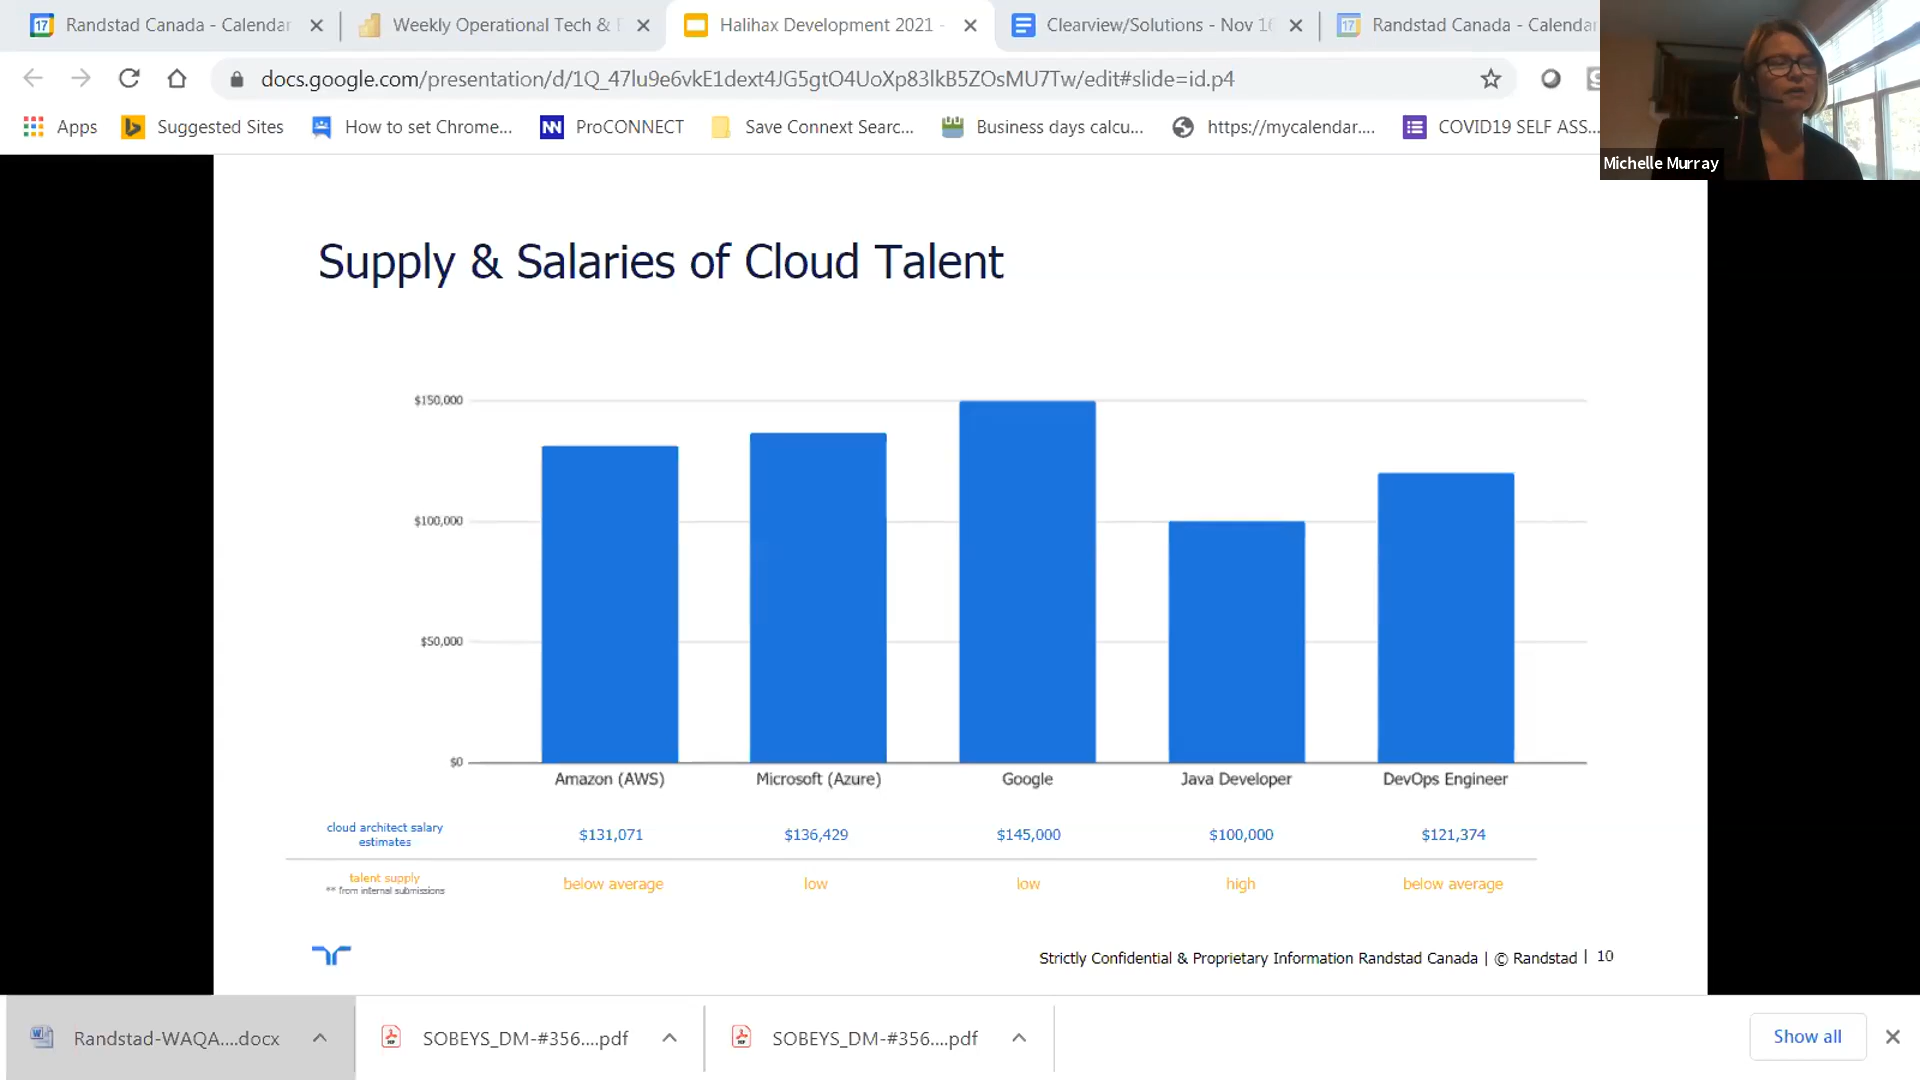 Randstad Canada - Calendar
Weekly Operational Tech &
Halihax Development 2021 -
Clearview/Solutions - Nov 16
Randstad Canada - Calendar
docs.google.com/presentation/d/1Q_47lu9e6vkE1dext4JG5gtO4UoXp83lkB5ZOsMU7Tw/edit#slide=id.p4
Apps
Suggested Sites
How to set Chrome...
ProCONNECT
Save Connext Searc...
Business days calcu...
https://mycalendar....
COVID19 SELF ASS...
Michelle Murray
Supply & Salaries of Cloud Talent
$150,000
$100,000
$50,000
$0
Amazon (AWS) Microsoft (Azure) Google Java Developer DevOps Engineer
cloud architect salary
estimates
$131,071 $136,429 $145,000 $100,000 $121,374
talent supply
** from internal submissions
below average low low high below average
Strictly Confidential & Proprietary Information Randstad Canada | © Randstad | 10
Randstad-WAQA....docx
SOBEYS_DM-#356....pdf
SOBEYS_DM-#356....pdf
Show all